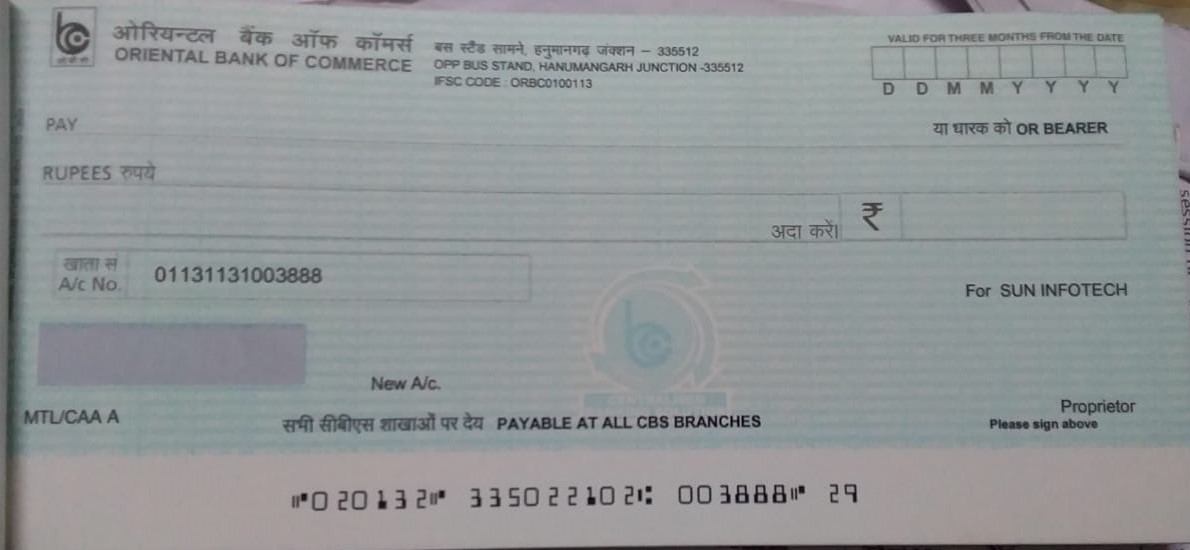 ओरियन्टल बैंक ऑफ कॉमर्स
ORIENTAL BANK OF COMMERCE
बस स्टैंड सामने, हनुमानगढ़ जंक्शन – 335512
OPP BUS STAND, HANUMANGARH JUNCTION -335512
IFSC CODE : ORBC0100113
VALID FOR THREE MONTHS FROM THE DATE
D D M M Y Y Y Y
PAY
या धारक को OR BEARER
RUPEES रुपये
अदा करें। ₹
खाता सं
A/c No. 01131131003888
For SUN INFOTECH
New A/c.
MTL/CAA A
सभी सीबीएस शाखाओं पर देय PAYABLE AT ALL CBS BRANCHES
Proprietor
Please sign above
⑈020132⑈ 335022102⑆ 003888⑈ 29